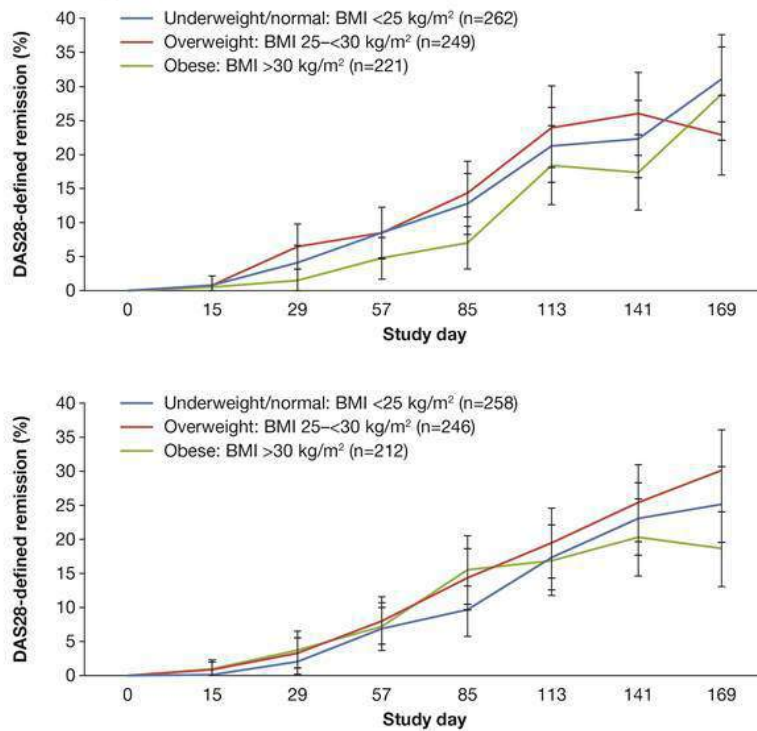 40
35
30
25
20
15
10
5
0
DAS28-defined remission (%)
Underweight/normal: BMI <25 kg/m² (n=262)
Overweight: BMI 25–<30 kg/m² (n=249)
Obese: BMI >30 kg/m² (n=221)
0 15 29 57 85 113 141 169
Study day
40
35
30
25
20
15
10
5
0
DAS28-defined remission (%)
Underweight/normal: BMI <25 kg/m² (n=258)
Overweight: BMI 25–<30 kg/m² (n=246)
Obese: BMI >30 kg/m² (n=212)
0 15 29 57 85 113 141 169
Study day